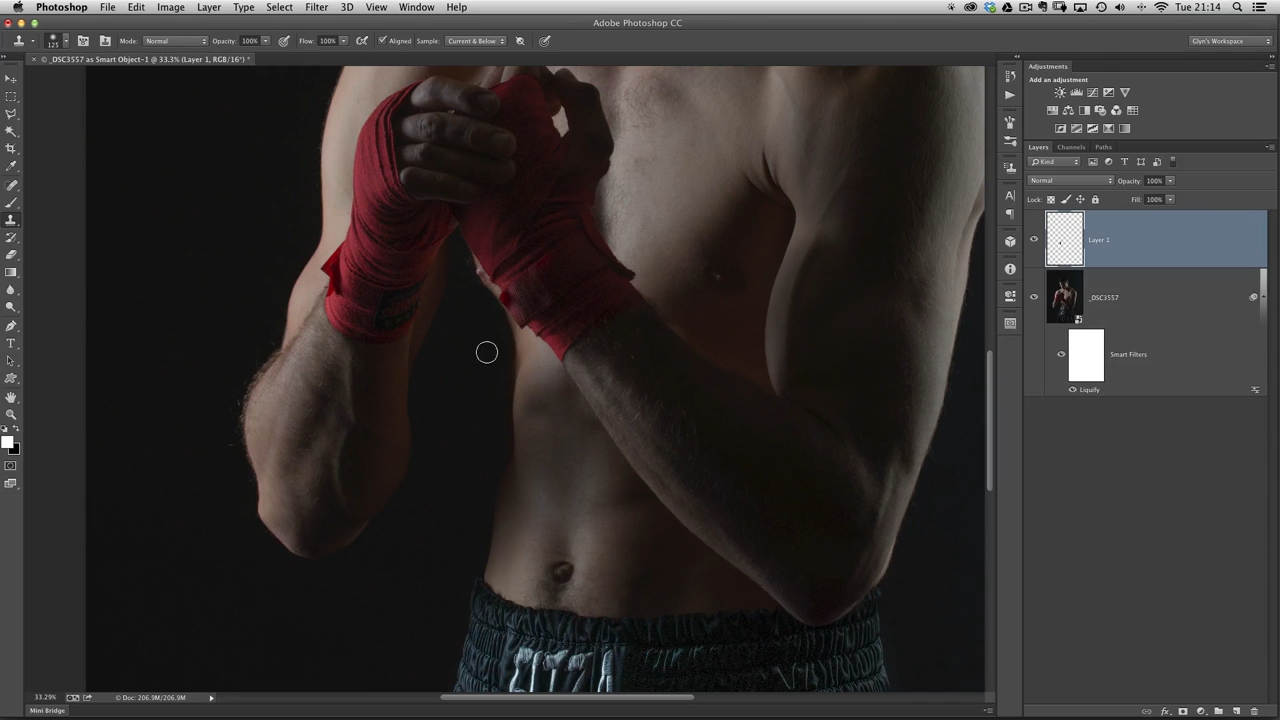 Photoshop File Edit Image Layer Type Select Filter 3D View Window Help Tue 21:14
Adobe Photoshop CC
125 Mode: Normal Opacity: 100% Flow: 100% Aligned Sample: Current & Below Glyn's Workspace
× © _DSC3557 as Smart Object-1 @ 33.3% (Layer 1, RGB/16*) *
Adjustments
Add an adjustment
Layers Channels Paths
Kind
Normal Opacity: 100%
Lock: Fill: 100%
Layer 1
_DSC3557
Smart Filters
Liquify
33.29% Doc: 206.9M/206.9M
Mini Bridge